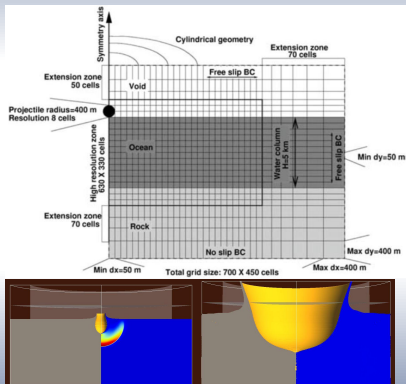 Symmetry axis
Cylindrical geometry
Extension zone
70 cells
Free slip BC
Extension zone
50 cells
Void
Projectile radius=400 m
Resolution 8 cells
High resolution zone
630 X 330 cells
Ocean
Water column
H=5 km
Free slip BC
Min dy=50 m
Extension zone
70 cells
Rock
No slip BC
Max dy=400 m
Min dx=50 m
Total grid size: 700 X 450 cells
Max dx=400 m